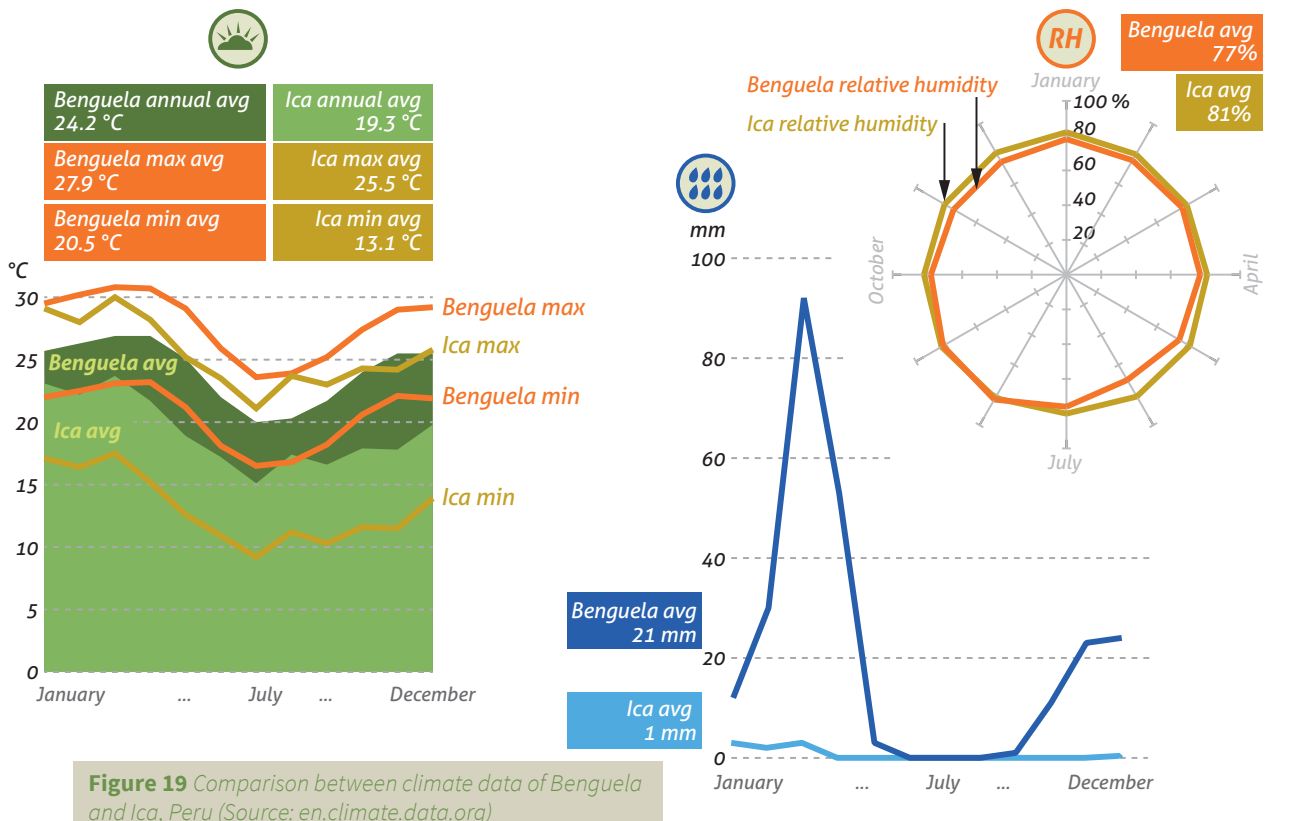 Benguela annual avg
24.2 °C
Ica annual avg
19.3 °C
Benguela max avg
27.9 °C
Ica max avg
25.5 °C
Benguela min avg
20.5 °C
Ica min avg
13.1 °C
°C
30
25
20
15
10
5
0
Benguela avg
Ica avg
Benguela max
Ica max
Benguela min
Ica min
January
...
July
...
December
Figure 19 Comparison between climate data of Benguela
and Ica, Peru (Source: en.climate.data.org)
mm
100
80
60
40
20
0
Benguela avg
21 mm
Ica avg
1 mm
January
...
July
...
December
RH
Benguela avg
77%
Ica avg
81%
Benguela relative humidity
Ica relative humidity
January
100 %
80
60
40
20
October
April
July